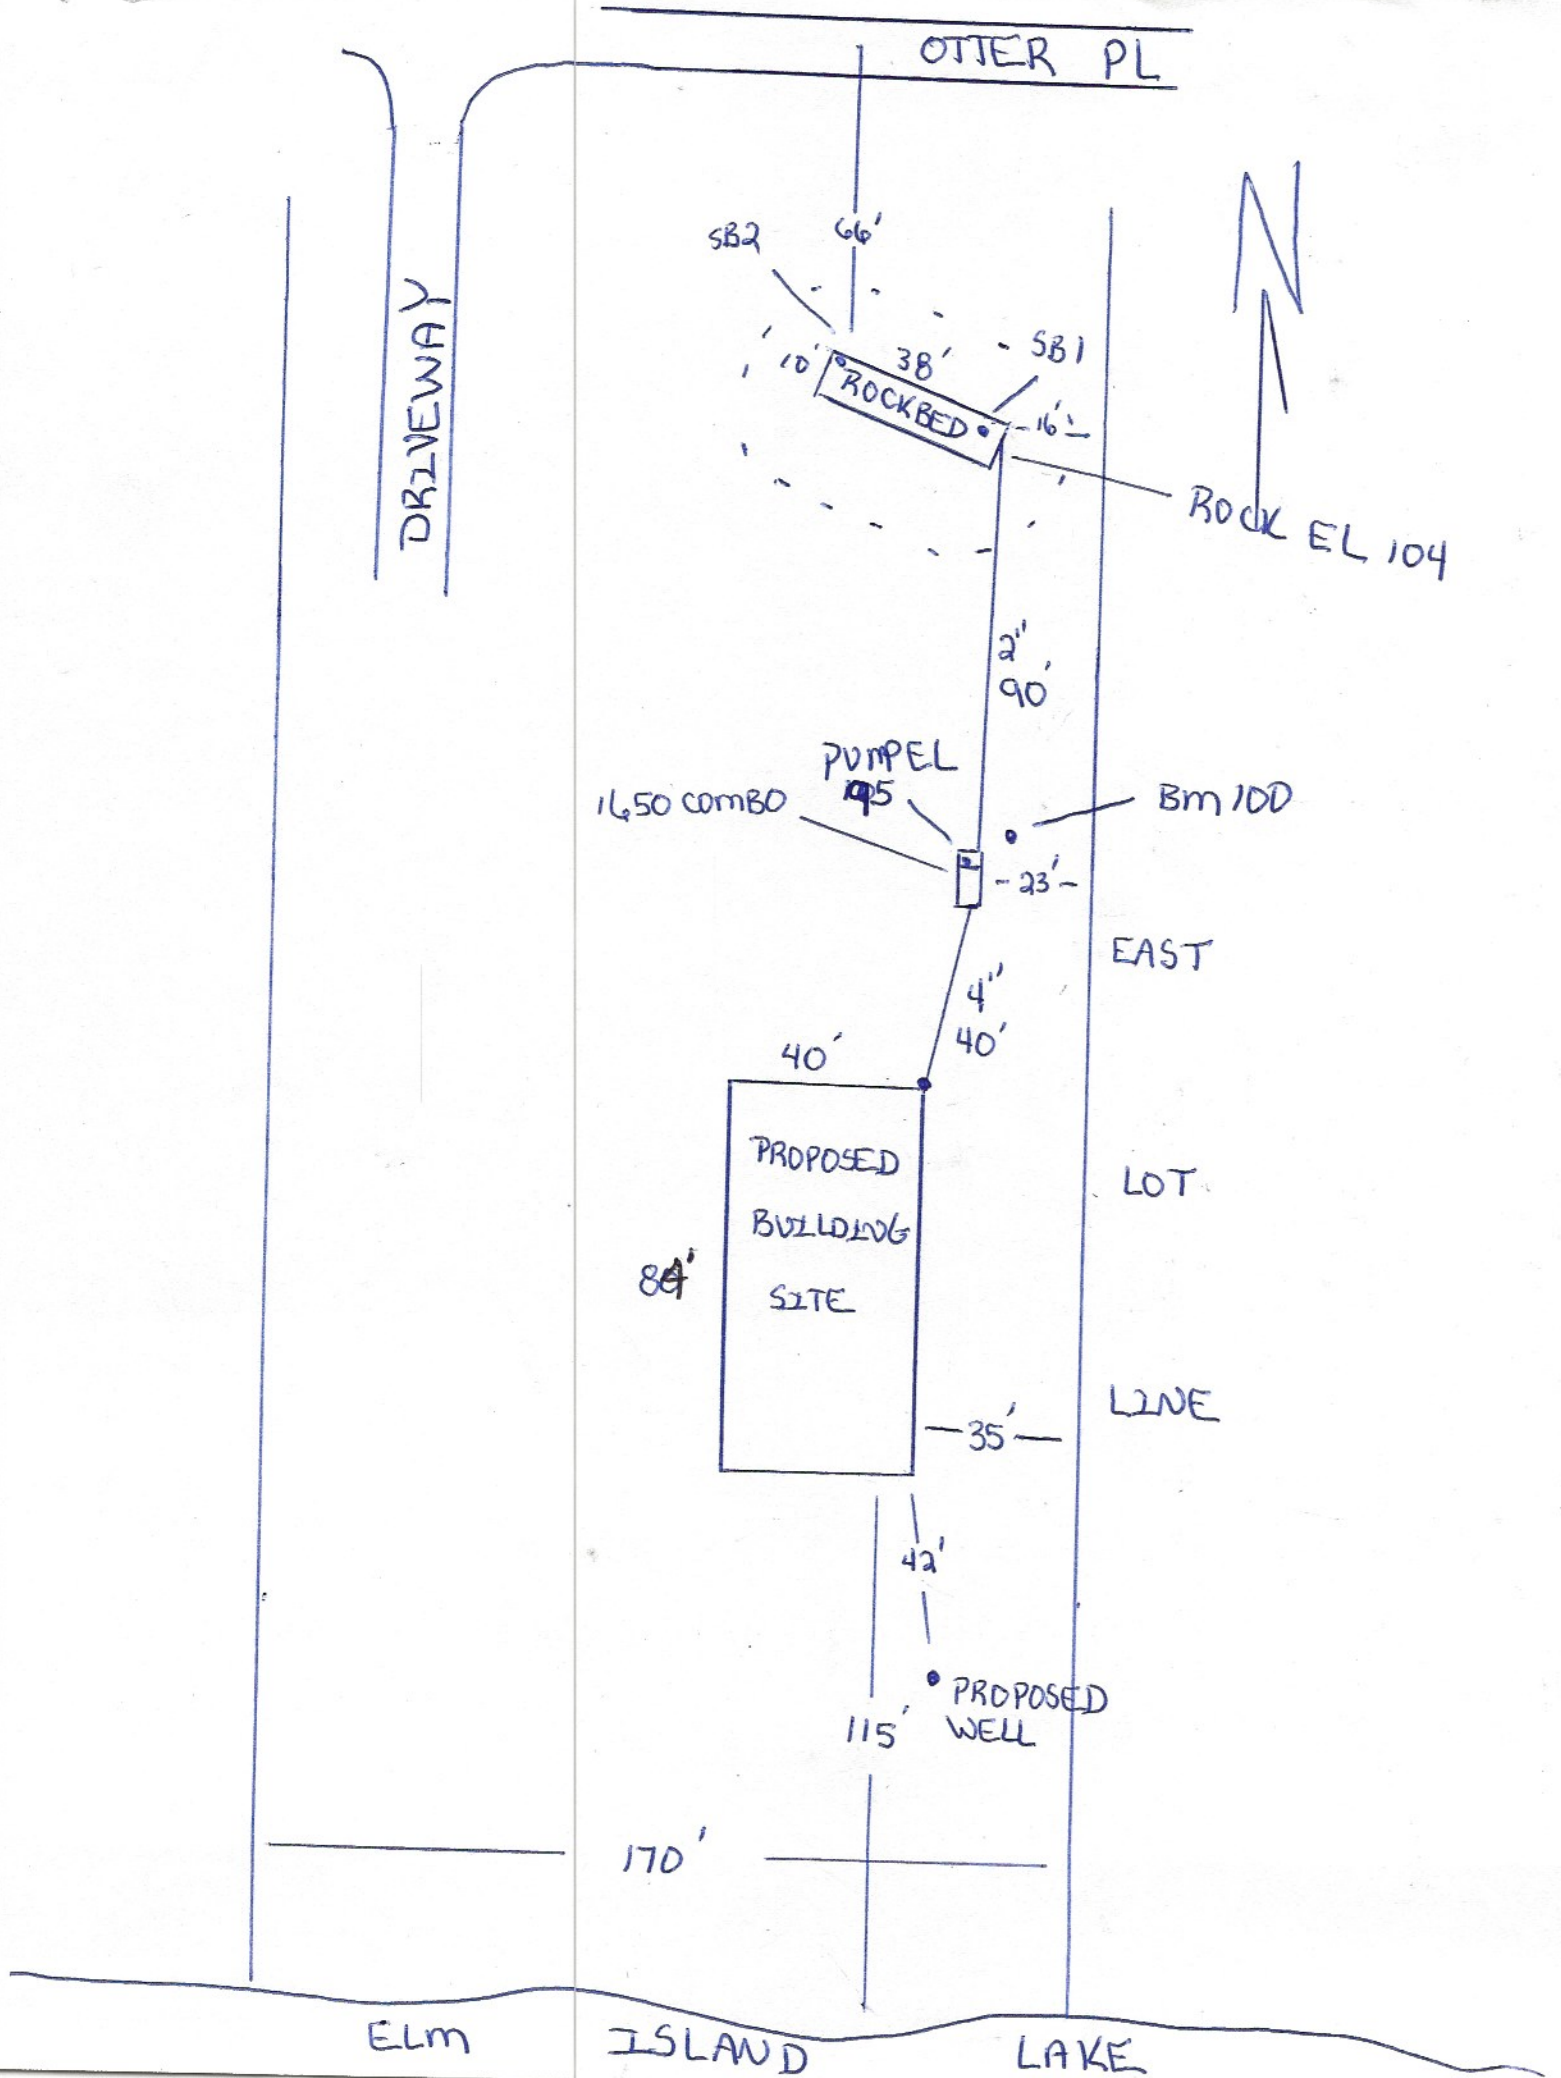 OTTER PL
SB2
66'
38'
SB1
10'
ROCKBED
16'
DRIVEWAY
N
ROCK EL 104
2"
90'
PUMP EL
95
1650 COMBO
BM 100
23'
EAST
4"
40'
40'
PROPOSED
BUILDING
SITE
LOT
84'
LINE
35'
42'
PROPOSED
WELL
115'
170'
ELM ISLAND LAKE